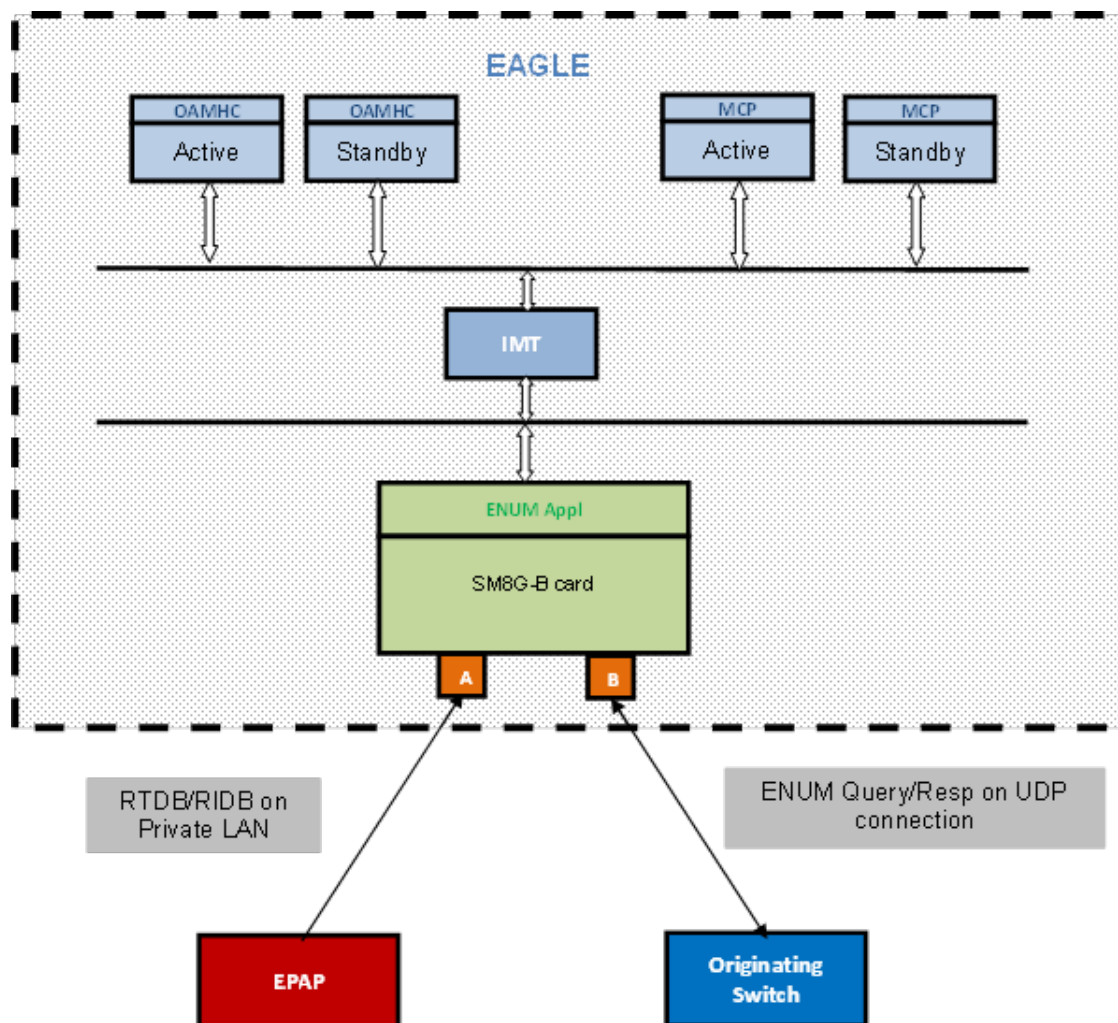 EAGLE
OAMHC
Active
OAMHC
Standby
MCP
Active
MCP
Standby
IMT
ENUM Appl
SM8G-B card
A
B
RTDB/RIDB on
Private LAN
ENUM Query/Resp on UDP
connection
EPAP
Originating
Switch